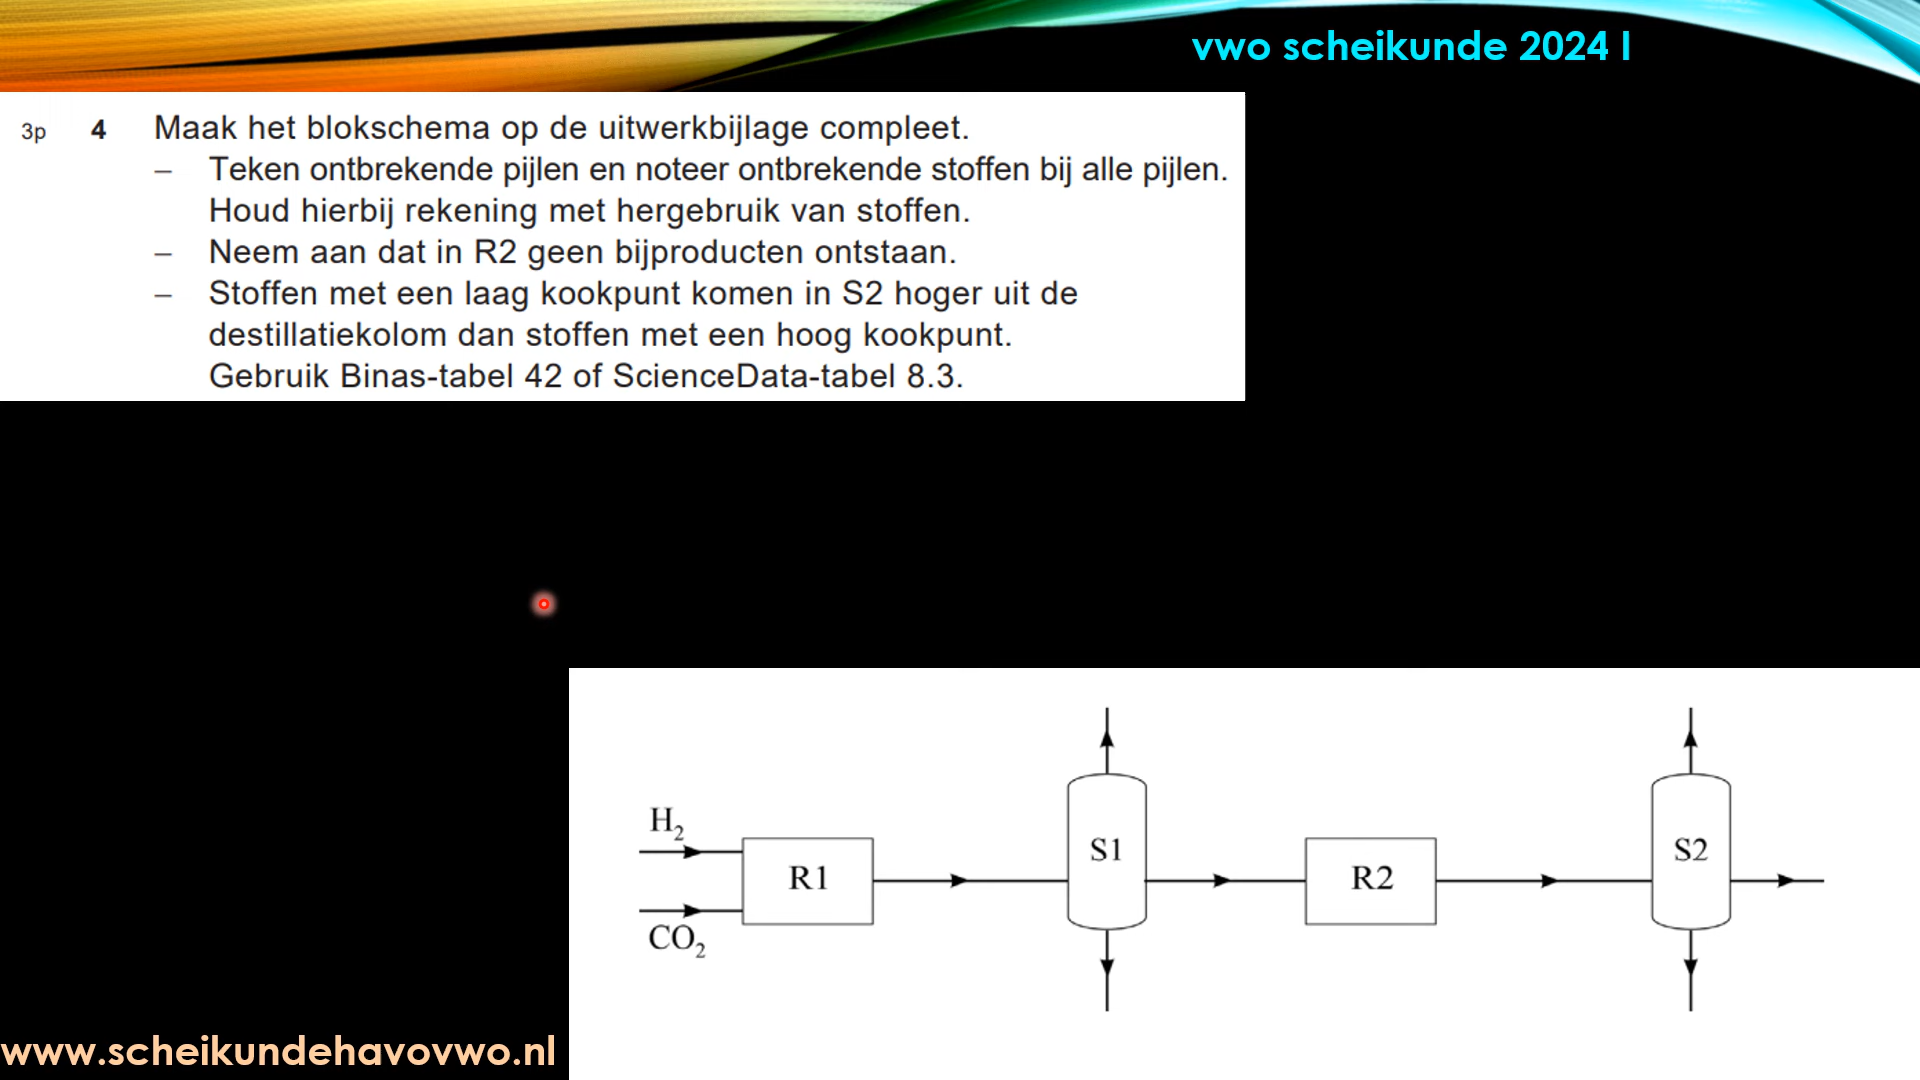 vwo scheikunde 2024 I
3p 4 Maak het blokschema op de uitwerkbijlage compleet.
– Teken ontbrekende pijlen en noteer ontbrekende stoffen bij alle pijlen.
Houd hierbij rekening met hergebruik van stoffen.
– Neem aan dat in R2 geen bijproducten ontstaan.
– Stoffen met een laag kookpunt komen in S2 hoger uit de
destillatiekolom dan stoffen met een hoog kookpunt.
Gebruik Binas-tabel 42 of ScienceData-tabel 8.3.
H₂
CO₂
R1
S1
R2
S2
www.scheikundehavovwo.nl